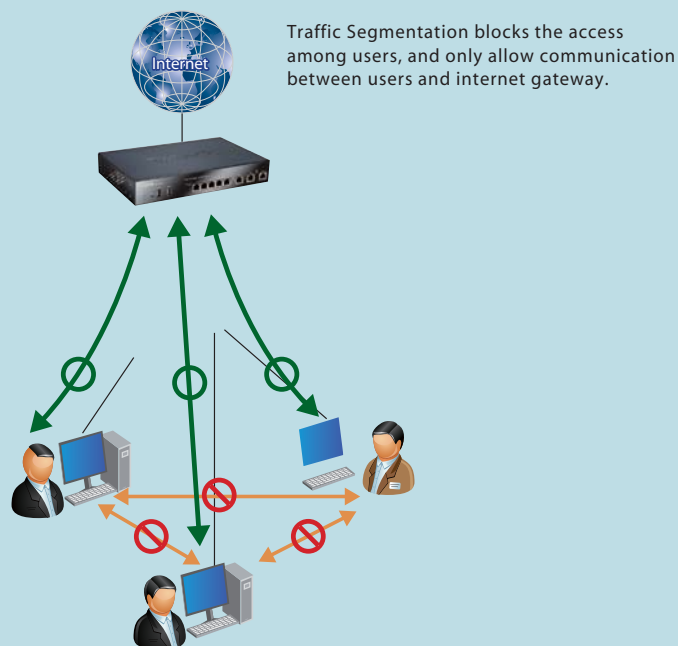 Traffic Segmentation blocks the access
among users, and only allow communication
between users and internet gateway.
Internet